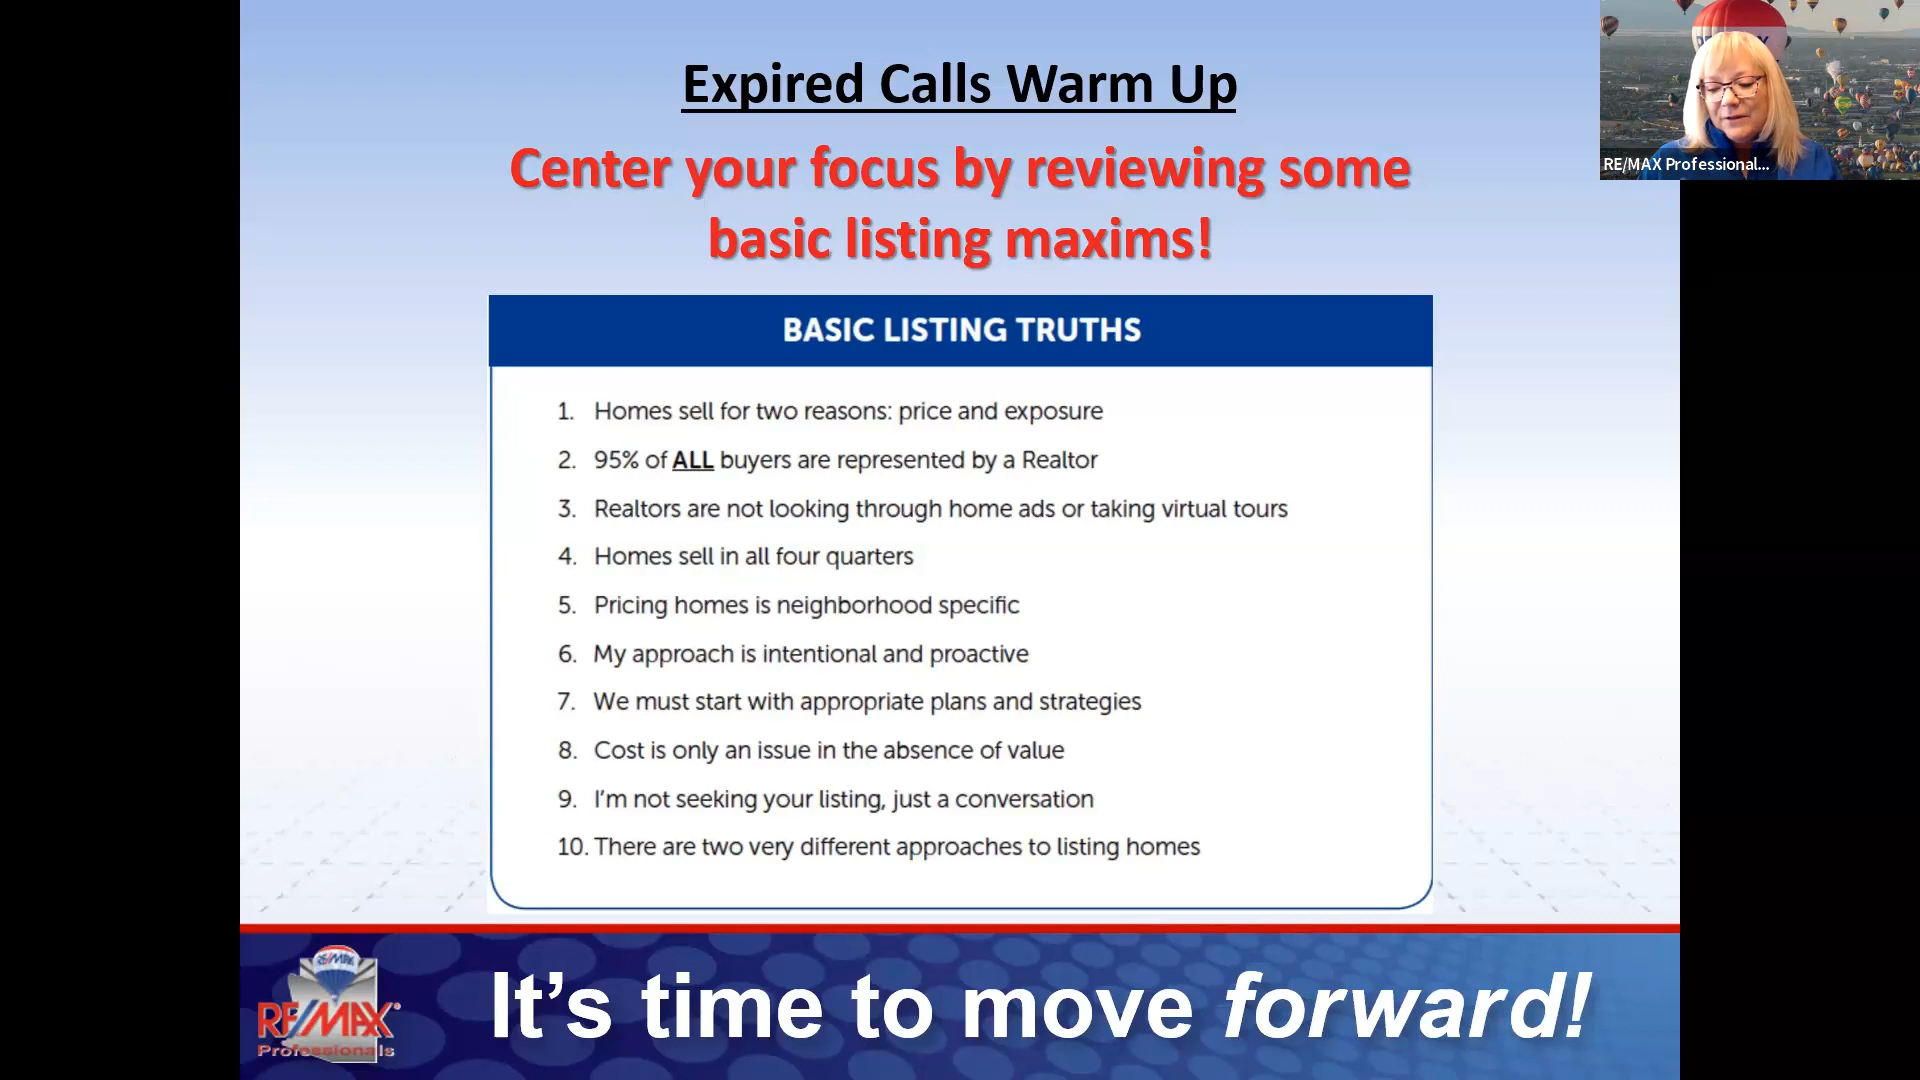 Expired Calls Warm Up
Center your focus by reviewing some
basic listing maxims!
BASIC LISTING TRUTHS
1. Homes sell for two reasons: price and exposure
2. 95% of ALL buyers are represented by a Realtor
3. Realtors are not looking through home ads or taking virtual tours
4. Homes sell in all four quarters
5. Pricing homes is neighborhood specific
6. My approach is intentional and proactive
7. We must start with appropriate plans and strategies
8. Cost is only an issue in the absence of value
9. I'm not seeking your listing, just a conversation
10. There are two very different approaches to listing homes
RE/MAX Professional...
RE/MAX
RE/MAX
Professionals
It's time to move forward!